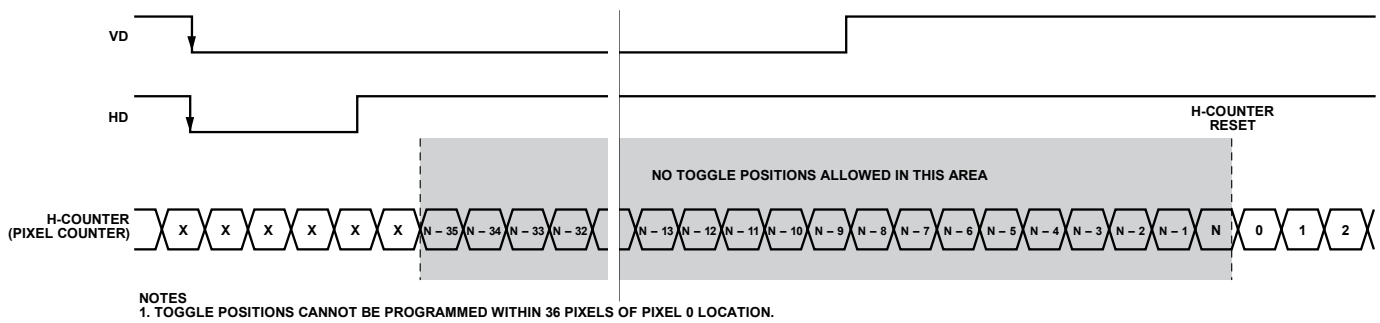 VD
HD
H-COUNTER
RESET
NO TOGGLE POSITIONS ALLOWED IN THIS AREA
H-COUNTER
(PIXEL COUNTER)
X X X X X X N – 35 N – 34 N – 33 N – 32 N – 13 N – 12 N – 11 N – 10 N – 9 N – 8 N – 7 N – 6 N – 5 N – 4 N – 3 N – 2 N – 1 N 0 1 2
NOTES
1. TOGGLE POSITIONS CANNOT BE PROGRAMMED WITHIN 36 PIXELS OF PIXEL 0 LOCATION.